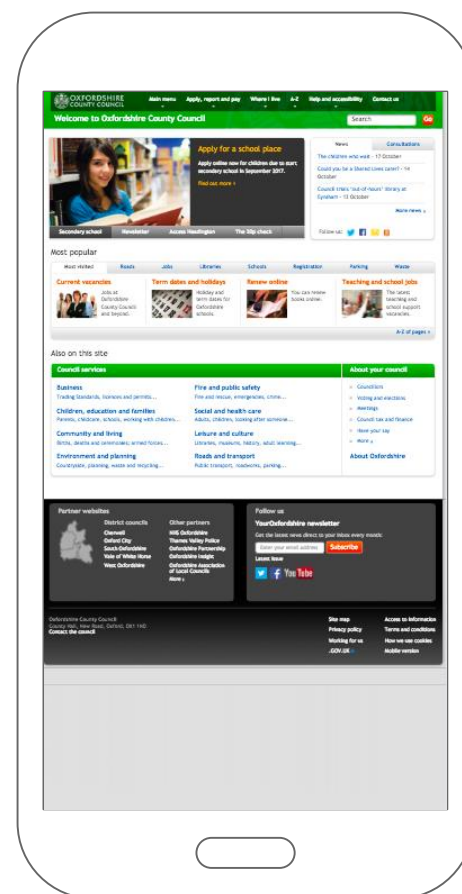 OXFORDSHIRE
COUNTY COUNCIL
Main menu Apply, report and pay Where I live A-Z Help and accessibility Contact us
Welcome to Oxfordshire County Council
Search Go
Apply for a
school place
Apply online now for children due to start
secondary school in September 2017.
Find out more ›
Secondary school Newsletter Access Headington The 30p check
News Consultations
The children who wait - 17 October
Could you be a Shared Lives carer? - 14
October
Council trials "out-of-hours" library at
Eynsham - 13 October
More news
Follow us:
Most popular
Most visited Roads Jobs Libraries Schools Registration Parking Waste
Current vacancies
Jobs at
Oxfordshire
County Council
and beyond.
Term dates and holidays
Holiday and
term dates for
Oxfordshire
schools.
Renew online
You can renew
books online.
Teaching and school jobs
The latest
teaching and
school support
vacancies.
A-Z of pages
Also on this site
Council services
Business
Trading Standards, licences and permits...
Children, education and families
Parents, childcare, schools, working with children...
Community and living
Births, deaths and ceremonies; armed forces...
Environment and planning
Countryside, planning, waste and recycling...
Fire and public safety
Fire and rescue, emergencies, crime...
Social and health care
Adults, children, looking after someone...
Leisure and culture
Libraries, museums, history, adult learning...
Roads and transport
Public transport, roadworks, parking...
About your council
Councillors
Voting and elections
Meetings
Council tax and finance
Have your say
More
About Oxfordshire
Partner websites
District councils
Cherwell
Oxford City
South Oxfordshire
Vale of White Horse
West Oxfordshire
Other partners
NHS Oxfordshire
Thames Valley Police
Oxfordshire Partnership
Oxfordshire Insight
Oxfordshire Association
of Local Councils
More
Follow us
YourOxfordshire newsletter
Get the latest news direct to your inbox every month:
Enter your email address Subscribe
Latest issue
You Tube
Oxfordshire County Council
County Hall, New Road, Oxford, OX1 1ND
Contact the council
Site map
Privacy policy
Working for us
.GOV.UK
Access to information
Terms and conditions
How we use cookies
Mobile version